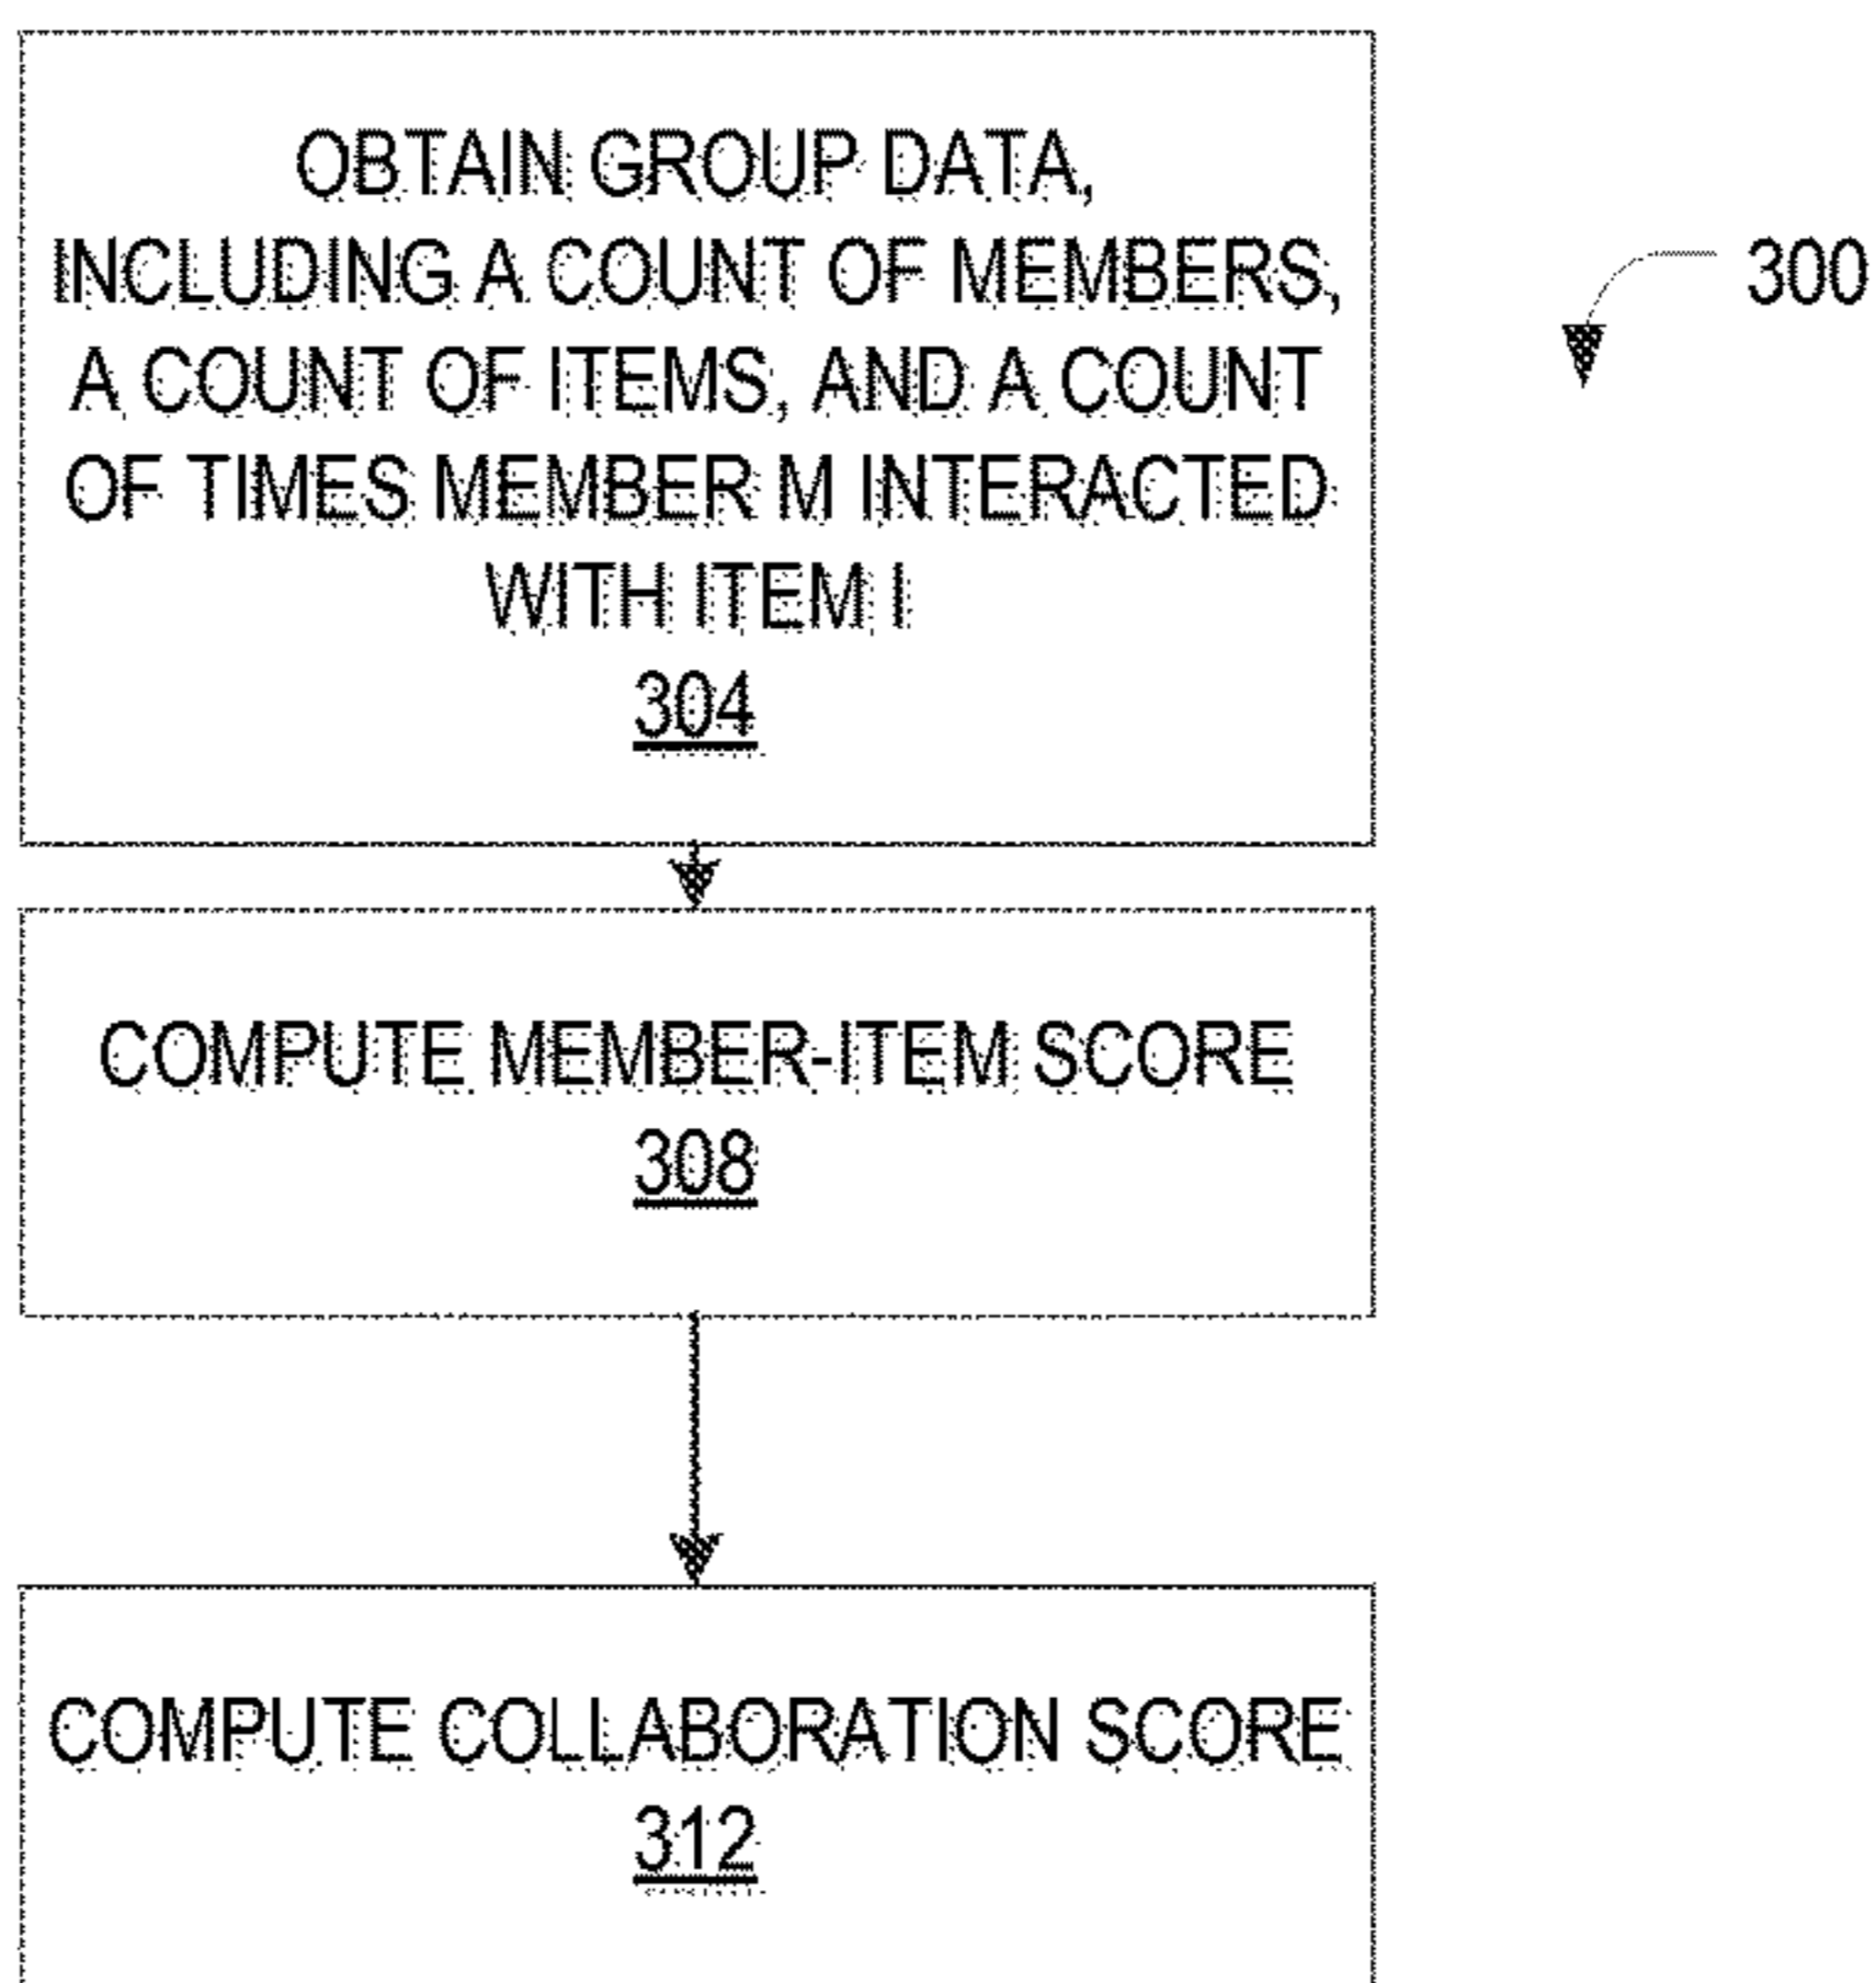 OBTAIN GROUP DATA,
INCLUDING A COUNT OF MEMBERS,
A COUNT OF ITEMS, AND A COUNT
OF TIMES MEMBER M INTERACTED
WITH ITEM I
304
300
COMPUTE MEMBER-ITEM SCORE
308
COMPUTE COLLABORATION SCORE
312